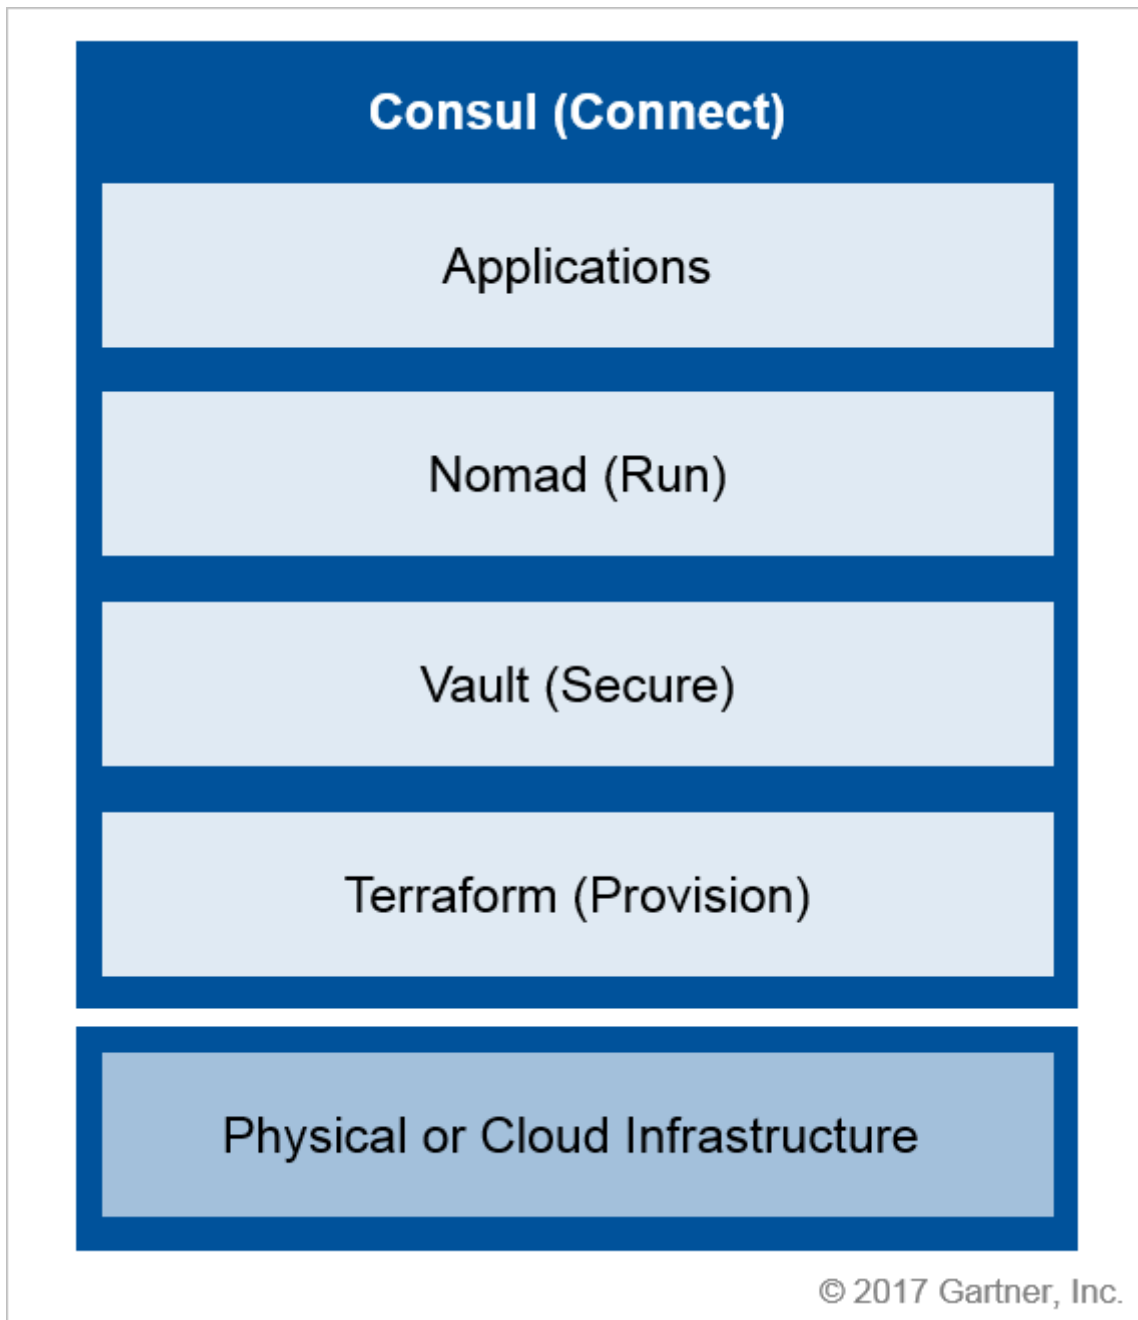 Consul (Connect)
Applications
Nomad (Run)
Vault (Secure)
Terraform (Provision)
Physical or Cloud Infrastructure
© 2017 Gartner, Inc.